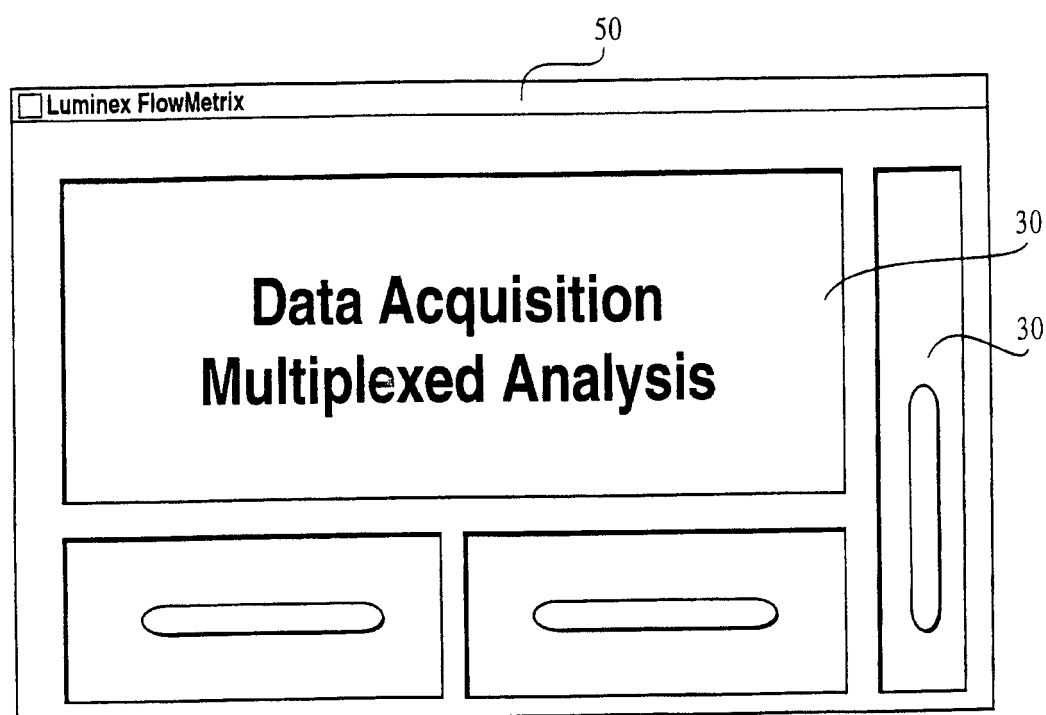 50
Luminex FlowMetrix
30
Data Acquisition
30
Multiplexed Analysis